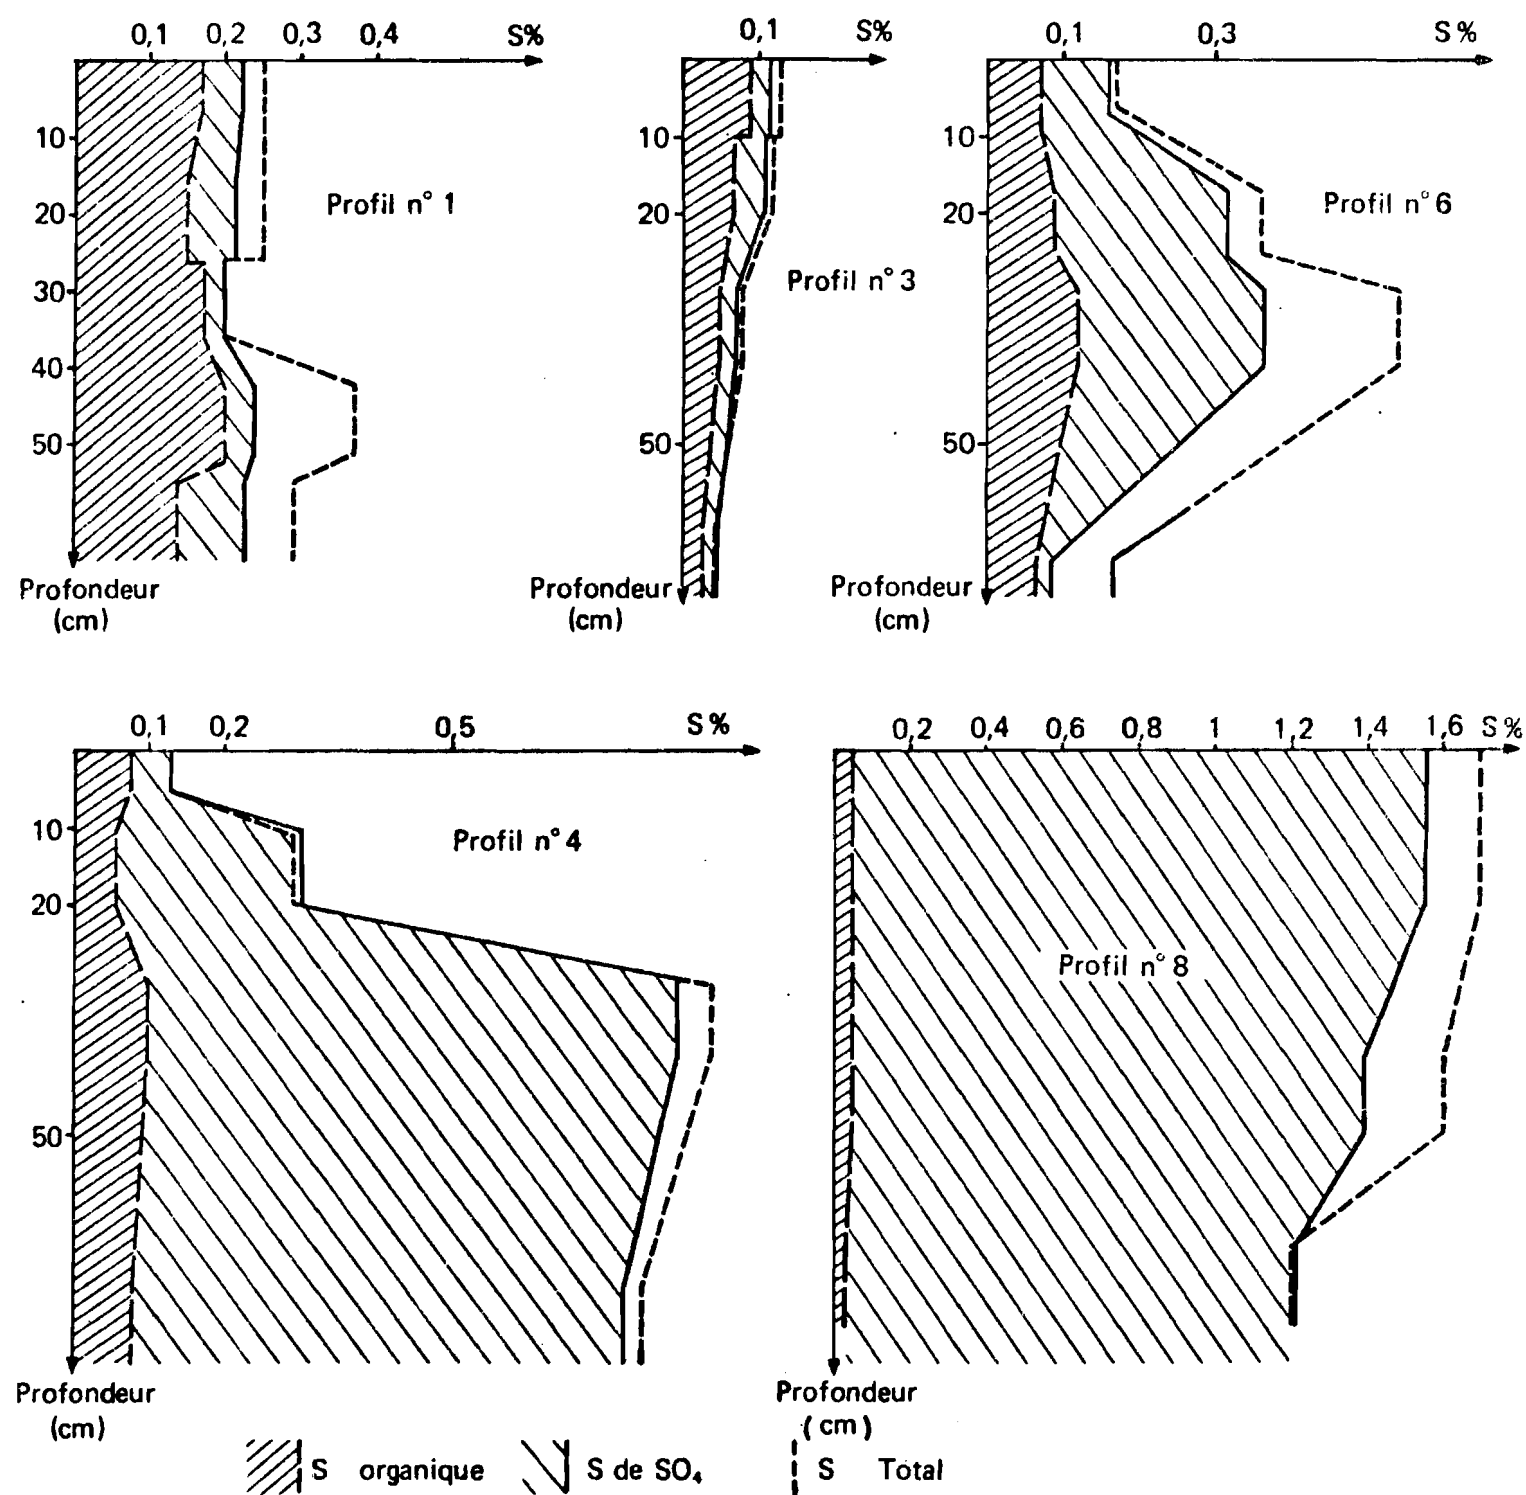 0,1 0,2 0,3 0,4 S%
10
20
30
40
50
Profil n° 1
Profondeur
(cm)
0,1 S%
10
20
50
Profil n° 3
Profondeur
(cm)
0,1 0,3 S%
10
20
50
Profil n° 6
Profondeur
(cm)
0,1 0,2 0,5 S%
10
20
50
Profil n° 4
Profondeur
(cm)
0,2 0,4 0,6 0,8 1 1,2 1,4 1,6 S%
Profil n° 8
Profondeur
(cm)
S organique S de SO₄ S Total